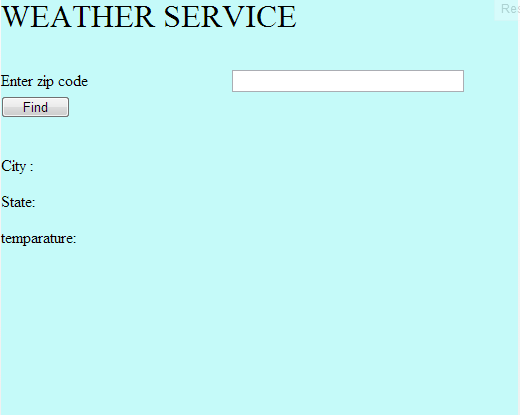 WEATHER SERVICE
Enter zip code
Find
City :
State:
temparature: